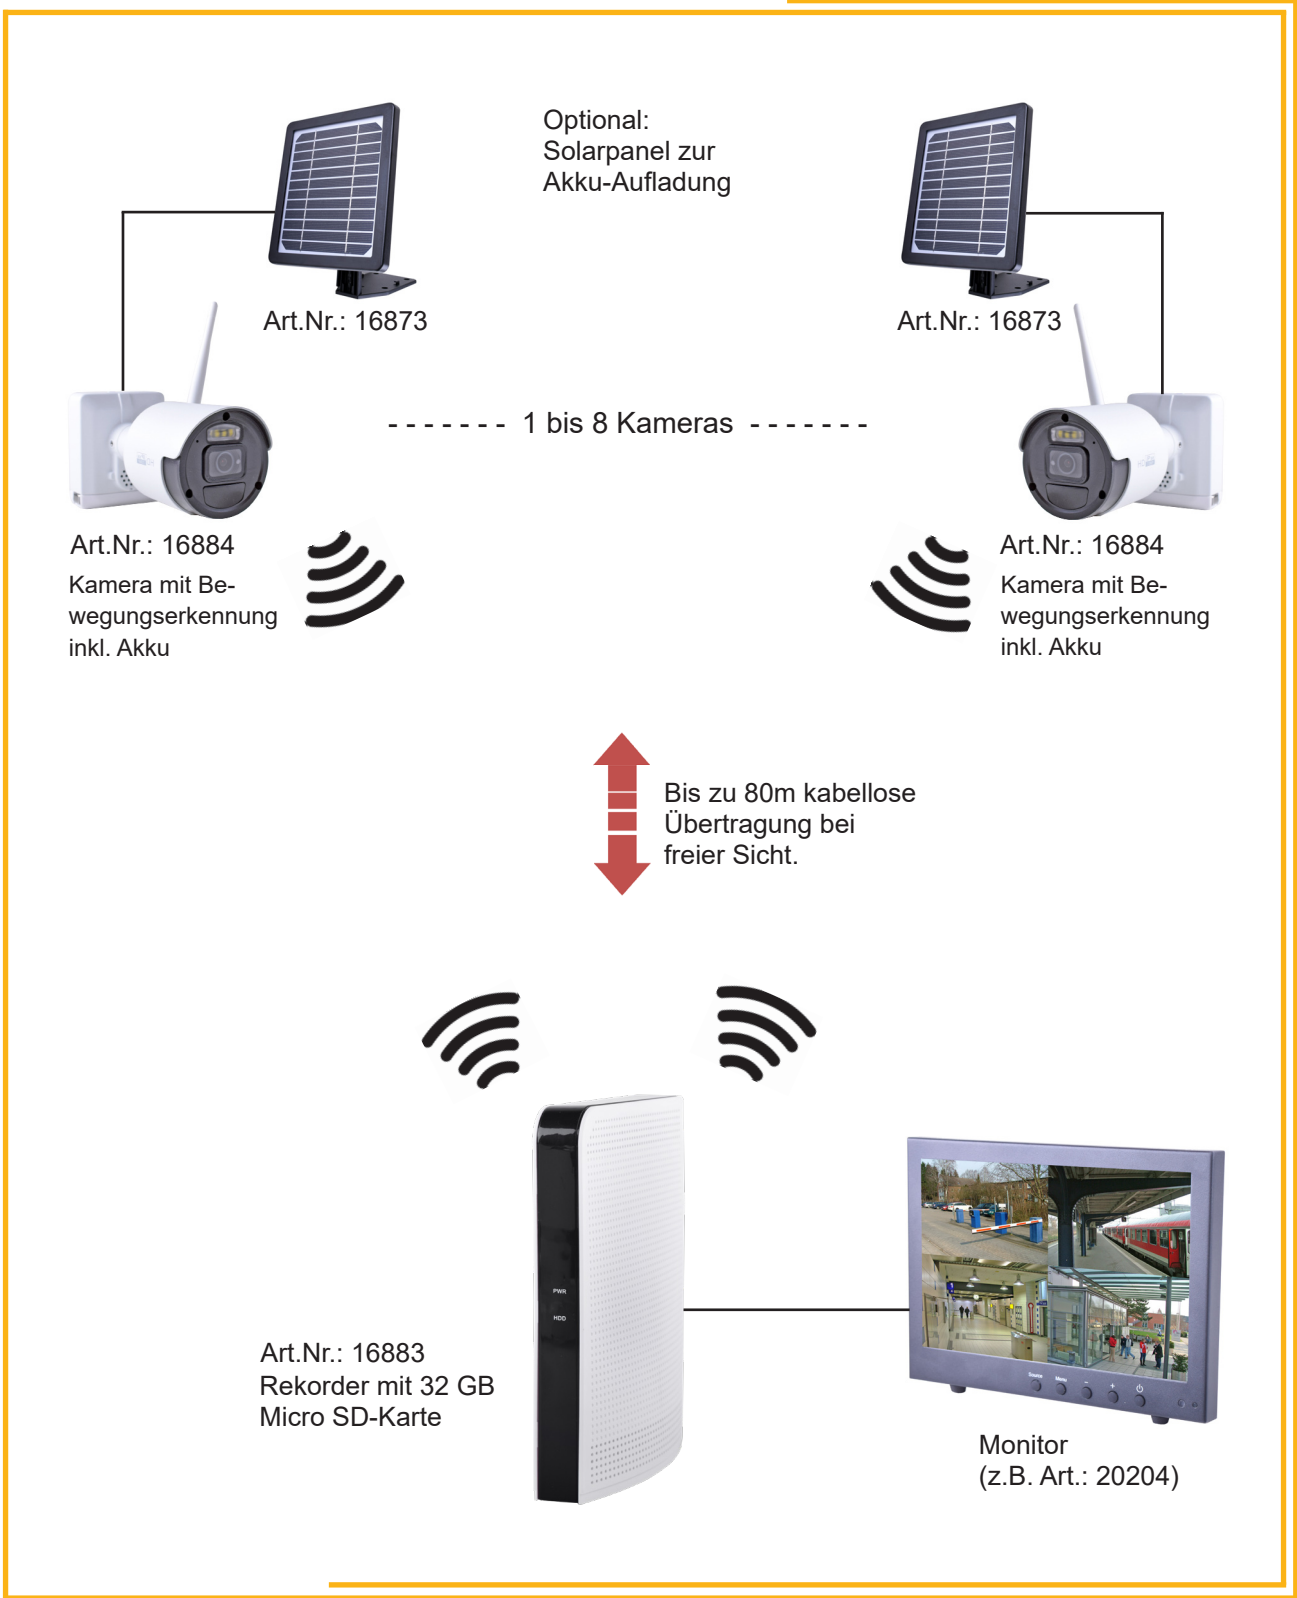 Optional:
Solarpanel zur
Akku-Aufladung
Art.Nr.: 16873
Art.Nr.: 16873
- - - - - - - 1 bis 8 Kameras - - - - - - -
Art.Nr.: 16884
Kamera mit Be-
wegungserkennung
inkl. Akku
Art.Nr.: 16884
Kamera mit Be-
wegungserkennung
inkl. Akku
Bis zu 80m kabellose
Übertragung bei
freier Sicht.
PWR
HDD
Art.Nr.: 16883
Rekorder mit 32 GB
Micro SD-Karte
Source Menu - +
Monitor
(z.B. Art.: 20204)